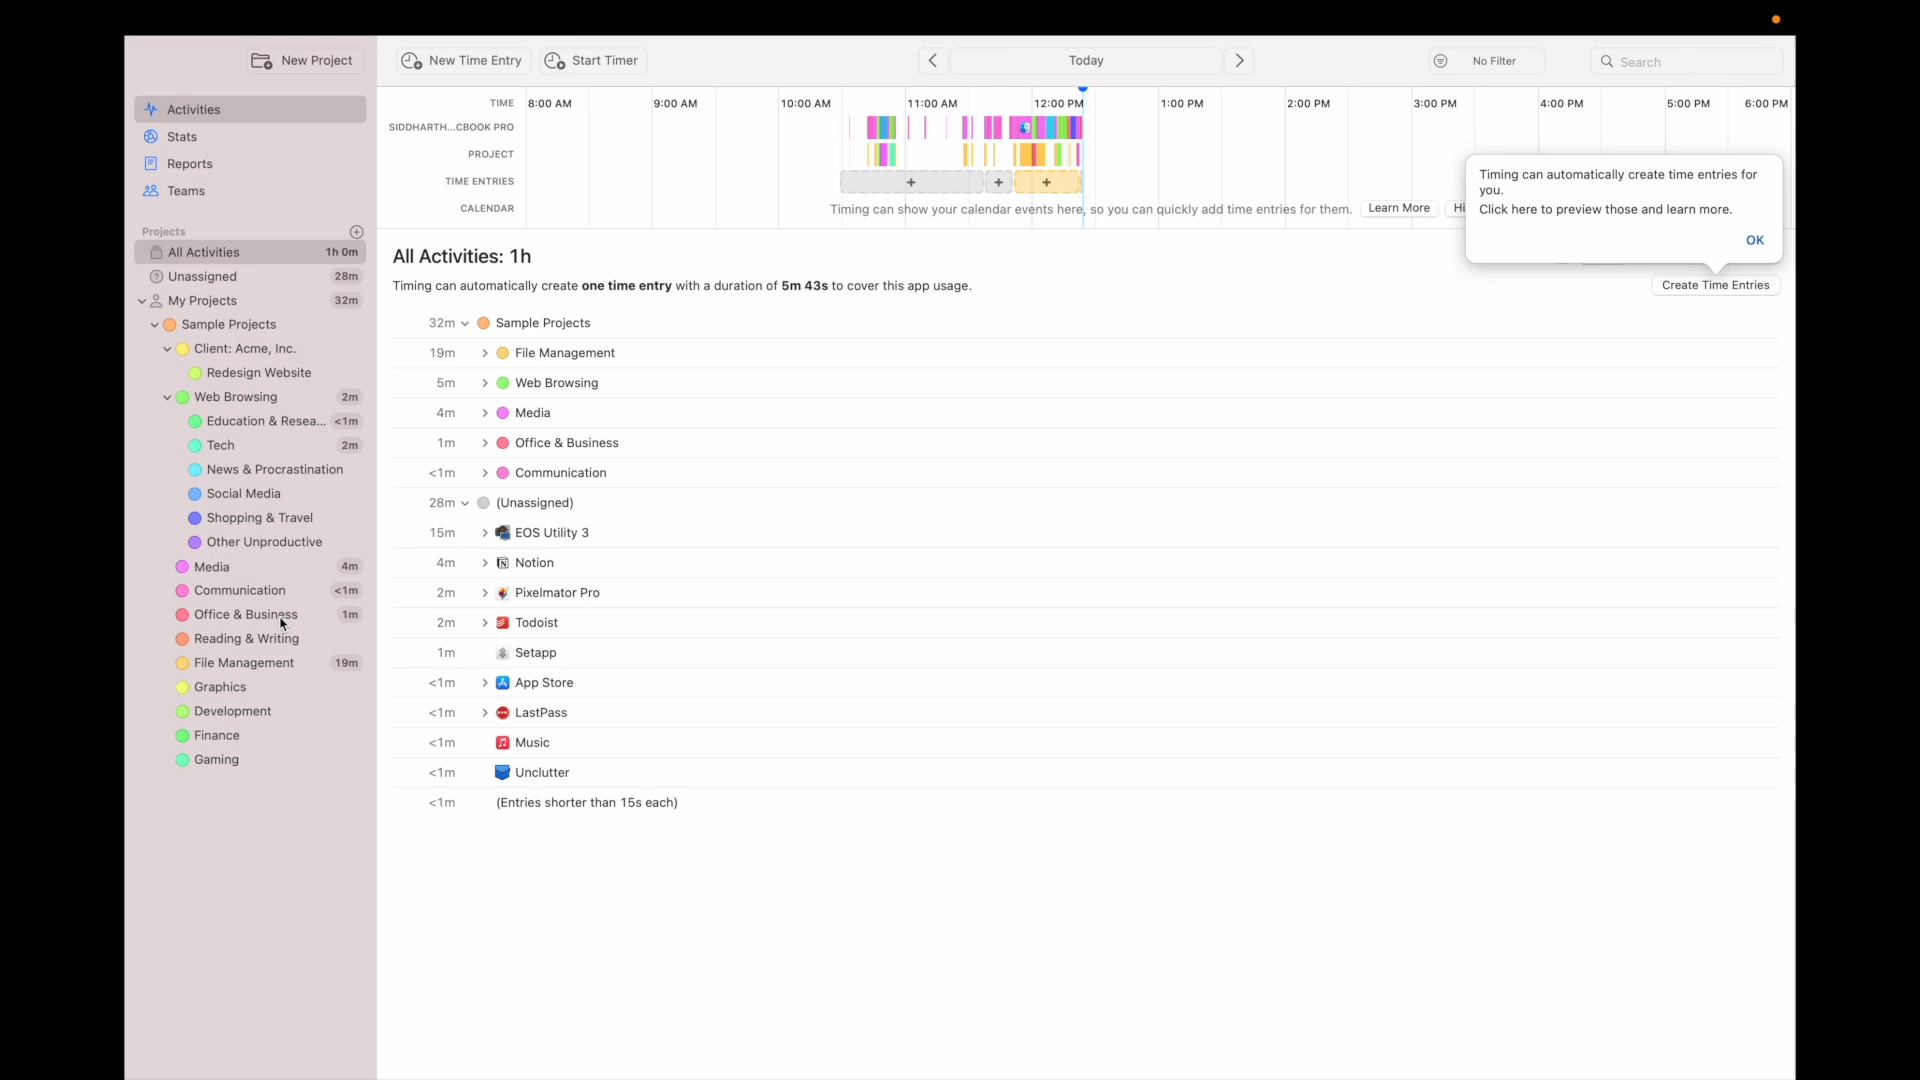 New Project
New Time Entry
Start Timer
Today
No Filter
Search
Activities
Stats
Reports
Teams
Projects
All Activities 1h 0m
Unassigned 28m
My Projects 32m
Sample Projects
Client: Acme, Inc.
Redesign Website
Web Browsing 2m
Education & Resea... <1m
Tech 2m
News & Procrastination
Social Media
Shopping & Travel
Other Unproductive
Media 4m
Communication <1m
Office & Business 1m
Reading & Writing
File Management 19m
Graphics
Development
Finance
Gaming
TIME 8:00 AM 9:00 AM 10:00 AM 11:00 AM 12:00 PM 1:00 PM 2:00 PM 3:00 PM 4:00 PM 5:00 PM 6:00 PM
SIDDHARTH...CBOOK PRO
PROJECT
TIME ENTRIES + + +
CALENDAR Timing can show your calendar events here, so you can quickly add time entries for them. Learn More
Timing can automatically create time entries for
you.
Click here to preview those and learn more.
OK
All Activities: 1h
Timing can automatically create one time entry with a duration of 5m 43s to cover this app usage.
Create Time Entries
32m Sample Projects
19m File Management
5m Web Browsing
4m Media
1m Office & Business
<1m Communication
28m (Unassigned)
15m EOS Utility 3
4m Notion
2m Pixelmator Pro
2m Todoist
1m Setapp
<1m App Store
<1m LastPass
<1m Music
<1m Unclutter
<1m (Entries shorter than 15s each)